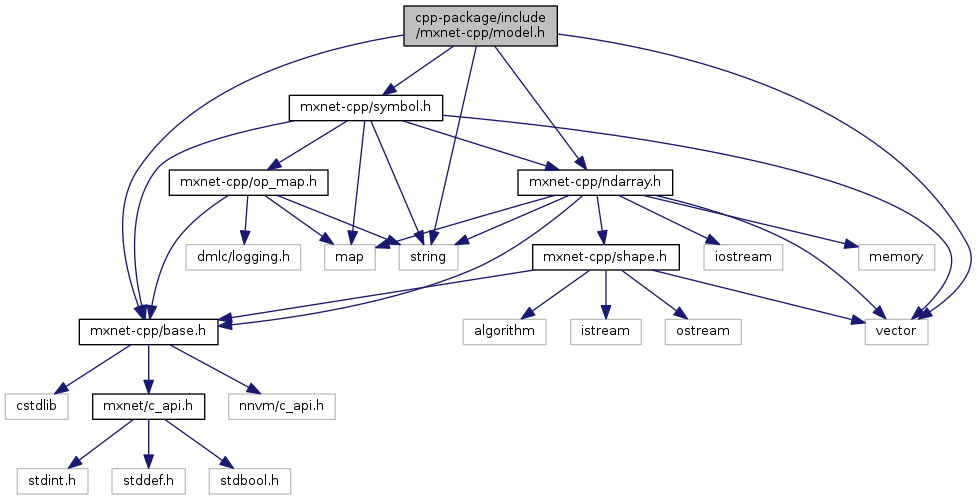 cpp-package/include
/mxnet-cpp/model.h
mxnet-cpp/symbol.h
mxnet-cpp/op_map.h
mxnet-cpp/ndarray.h
dmlc/logging.h
map
string
mxnet-cpp/shape.h
iostream
memory
mxnet-cpp/base.h
algorithm
istream
ostream
vector
cstdlib
mxnet/c_api.h
nnvm/c_api.h
stdint.h
stddef.h
stdbool.h